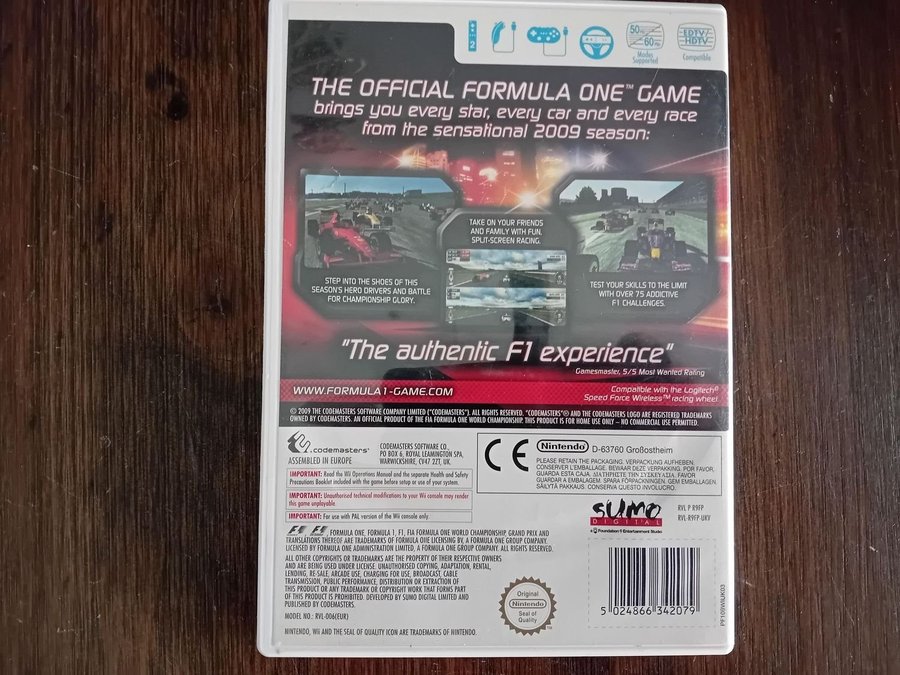 2
50Hz
60Hz
Modes
Supported
EDTV/
HDTV
Compatible
THE OFFICIAL FORMULA ONE™ GAME
brings you every star, every car and every race
from the sensational 2009 season:
TAKE ON YOUR FRIENDS
AND FAMILY WITH FUN,
SPLIT-SCREEN RACING.
STEP INTO THE SHOES OF THIS
SEASON'S HERO DRIVERS AND BATTLE
FOR CHAMPIONSHIP GLORY.
TEST YOUR SKILLS TO THE LIMIT
WITH OVER 75 ADDICTIVE
F1 CHALLENGES.
"The authentic F1 experience"
Gamesmaster, 5/5 Most Wanted Rating
WWW.FORMULA1-GAME.COM
Compatible with the Logitech®
Speed Force Wireless™ racing wheel
© 2009 THE CODEMASTERS SOFTWARE COMPANY LIMITED ("CODEMASTERS"). ALL RIGHTS RESERVED. "CODEMASTERS"® AND THE CODEMASTERS LOGO ARE REGISTERED TRADEMARKS
OWNED BY CODEMASTERS. AN OFFICIAL PRODUCT OF THE FIA FORMULA ONE WORLD CHAMPIONSHIP. THIS PRODUCT IS FOR HOME USE ONLY – NO COMMERCIAL USE PERMITTED.
codemasters®
ASSEMBLED IN EUROPE
CODEMASTERS SOFTWARE CO.,
PO BOX 6, ROYAL LEAMINGTON SPA,
WARWICKSHIRE, CV47 2ZT, UK.
IMPORTANT: Read the Wii Operations Manual and the separate Health and Safety
Precautions Booklet included with the game before setup or use of your system.
IMPORTANT: Unauthorised technical modifications to your Wii console may render
this game unplayable.
IMPORTANT: For use with PAL version of the Wii console only.
CE
Nintendo
D-63760 Großostheim
PLEASE RETAIN THE PACKAGING. VERPACKUNG AUFHEBEN.
CONSERVER L'EMBALLAGE. BEWAAR DEZE VERPAKKING. POR FAVOR,
GUARDA ESTA CAJA. ΔΙΑΤΗΡΗΣΤΕ ΤΗΝ ΣΥΣΚΕΥΑΣΙΑ. FAVOR
GUARDAR A EMBALAGEM. SPARA FÖRPACKNINGEN. GEM EMBALLAGEN.
SÄILYTÄ PAKKAUS. CONSERVA QUESTO INVOLUCRO.
F1 F1, FORMULA ONE, FORMULA 1, F1, FIA FORMULA ONE WORLD CHAMPIONSHIP, GRAND PRIX AND
TRANSLATIONS THEREOF ARE TRADEMARKS OF FORMULA ONE LICENSING BV, A FORMULA ONE GROUP COMPANY.
LICENSED BY FORMULA ONE ADMINISTRATION LIMITED, A FORMULA ONE GROUP COMPANY. ALL RIGHTS RESERVED.
ALL OTHER COPYRIGHTS OR TRADEMARKS ARE THE PROPERTY OF THEIR RESPECTIVE OWNERS
AND ARE BEING USED UNDER LICENSE. UNAUTHORISED COPYING, ADAPTATION, RENTAL,
LENDING, RE-SALE, ARCADE USE, CHARGING FOR USE, BROADCAST, CABLE
TRANSMISSION, PUBLIC PERFORMANCE, DISTRIBUTION OR EXTRACTION OF
THIS PRODUCT OR ANY TRADEMARK OR COPYRIGHT WORK THAT FORMS PART
OF THIS PRODUCT IS PROHIBITED. DEVELOPED BY SUMO DIGITAL LIMITED AND
PUBLISHED BY CODEMASTERS.
MODEL NO.: RVL-006(EUR)
NINTENDO, Wii AND THE SEAL OF QUALITY ICON ARE TRADEMARKS OF NINTENDO.
SUMO
DIGITAL
a Foundation 9 Entertainment Studio
RVL P R9FP
RVL-R9FP-UKV
Original
Nintendo
Seal of
Quality
5 024866 342079
PF109W8UK03